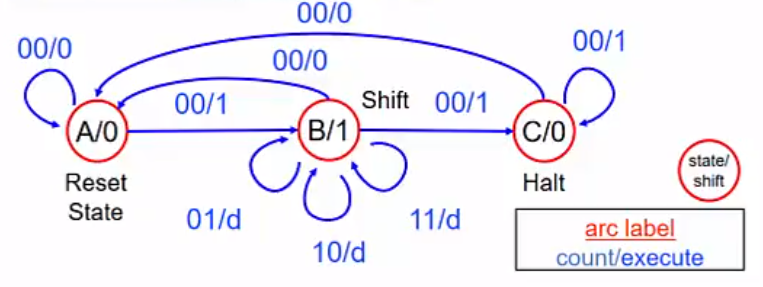 00/0
00/0
00/0
00/1
00/1
Shift
00/1
A/0
B/1
C/0
Reset
State
Halt
01/d
10/d
11/d
state/
shift
arc label
count/execute